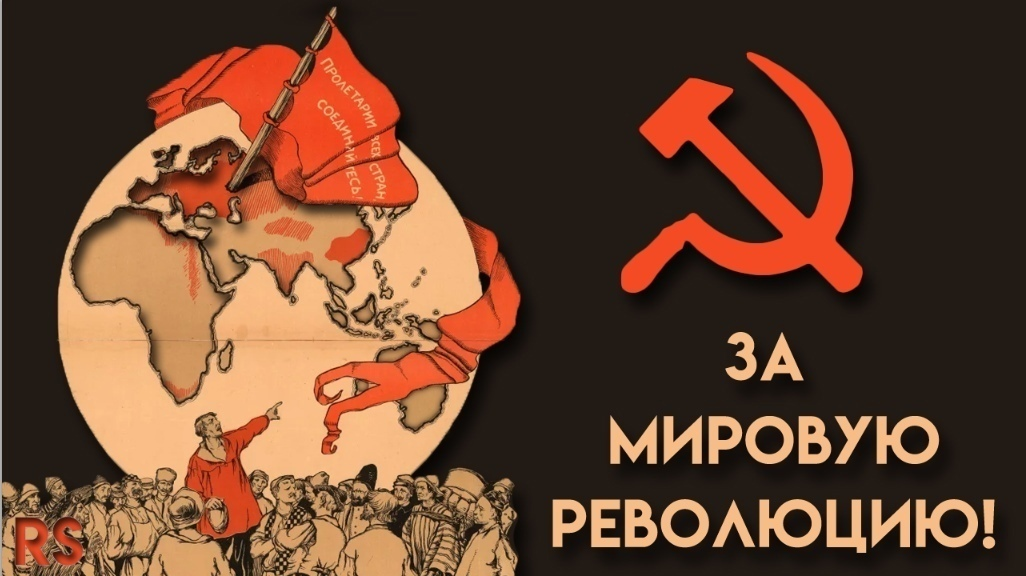 ПРОЛЕТАРИИ ВСЕХ СТРАН
СОЕДИНЯЙТЕСЬ!
ЗА
МИРОВУЮ
РЕВОЛЮЦИЮ!
RS